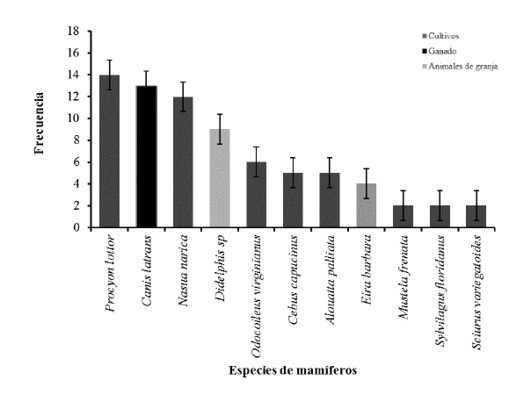 18
16
14
12
10
8
6
4
2
0
Frecuencia
Cultivos
Ganado
Animales de granja
Procyon lotor
Canis latrans
Nasua narica
Didelphis sp
Odocoileus virginianus
Cebus capucinus
Alouatta palliata
Eira barbara
Mustela frenata
Sylvilagus floridanus
Sciurus variegatoides
Especies de mamíferos